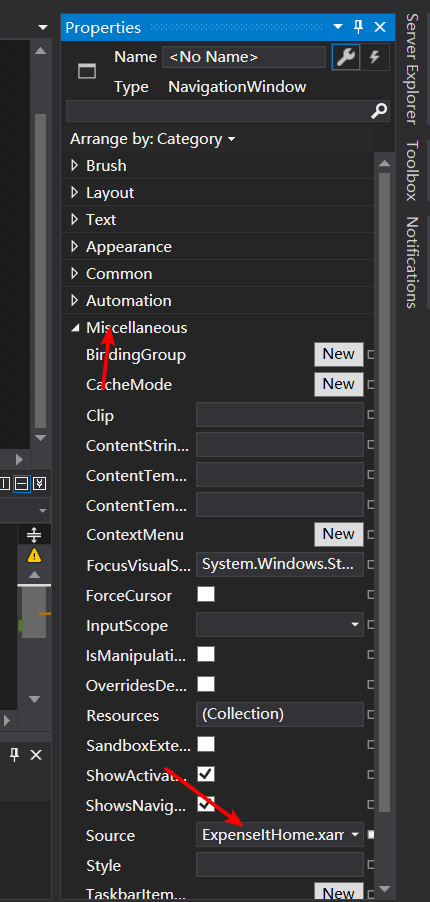 Properties
Name <No Name>
Type NavigationWindow
Arrange by: Category
Brush
Layout
Text
Appearance
Common
Automation
Miscellaneous
BindingGroup New
CacheMode New
Clip
ContentStrin...
ContentTem...
ContentTem...
ContextMenu New
FocusVisualS... System.Windows.St...
ForceCursor
InputScope
IsManipulati...
OverridesDe...
Resources (Collection)
SandboxExte...
ShowActivat...
ShowsNavig...
Source ExpenseItHome.xam
Style
TaskbarItem... New
Server Explorer
Toolbox
Notifications